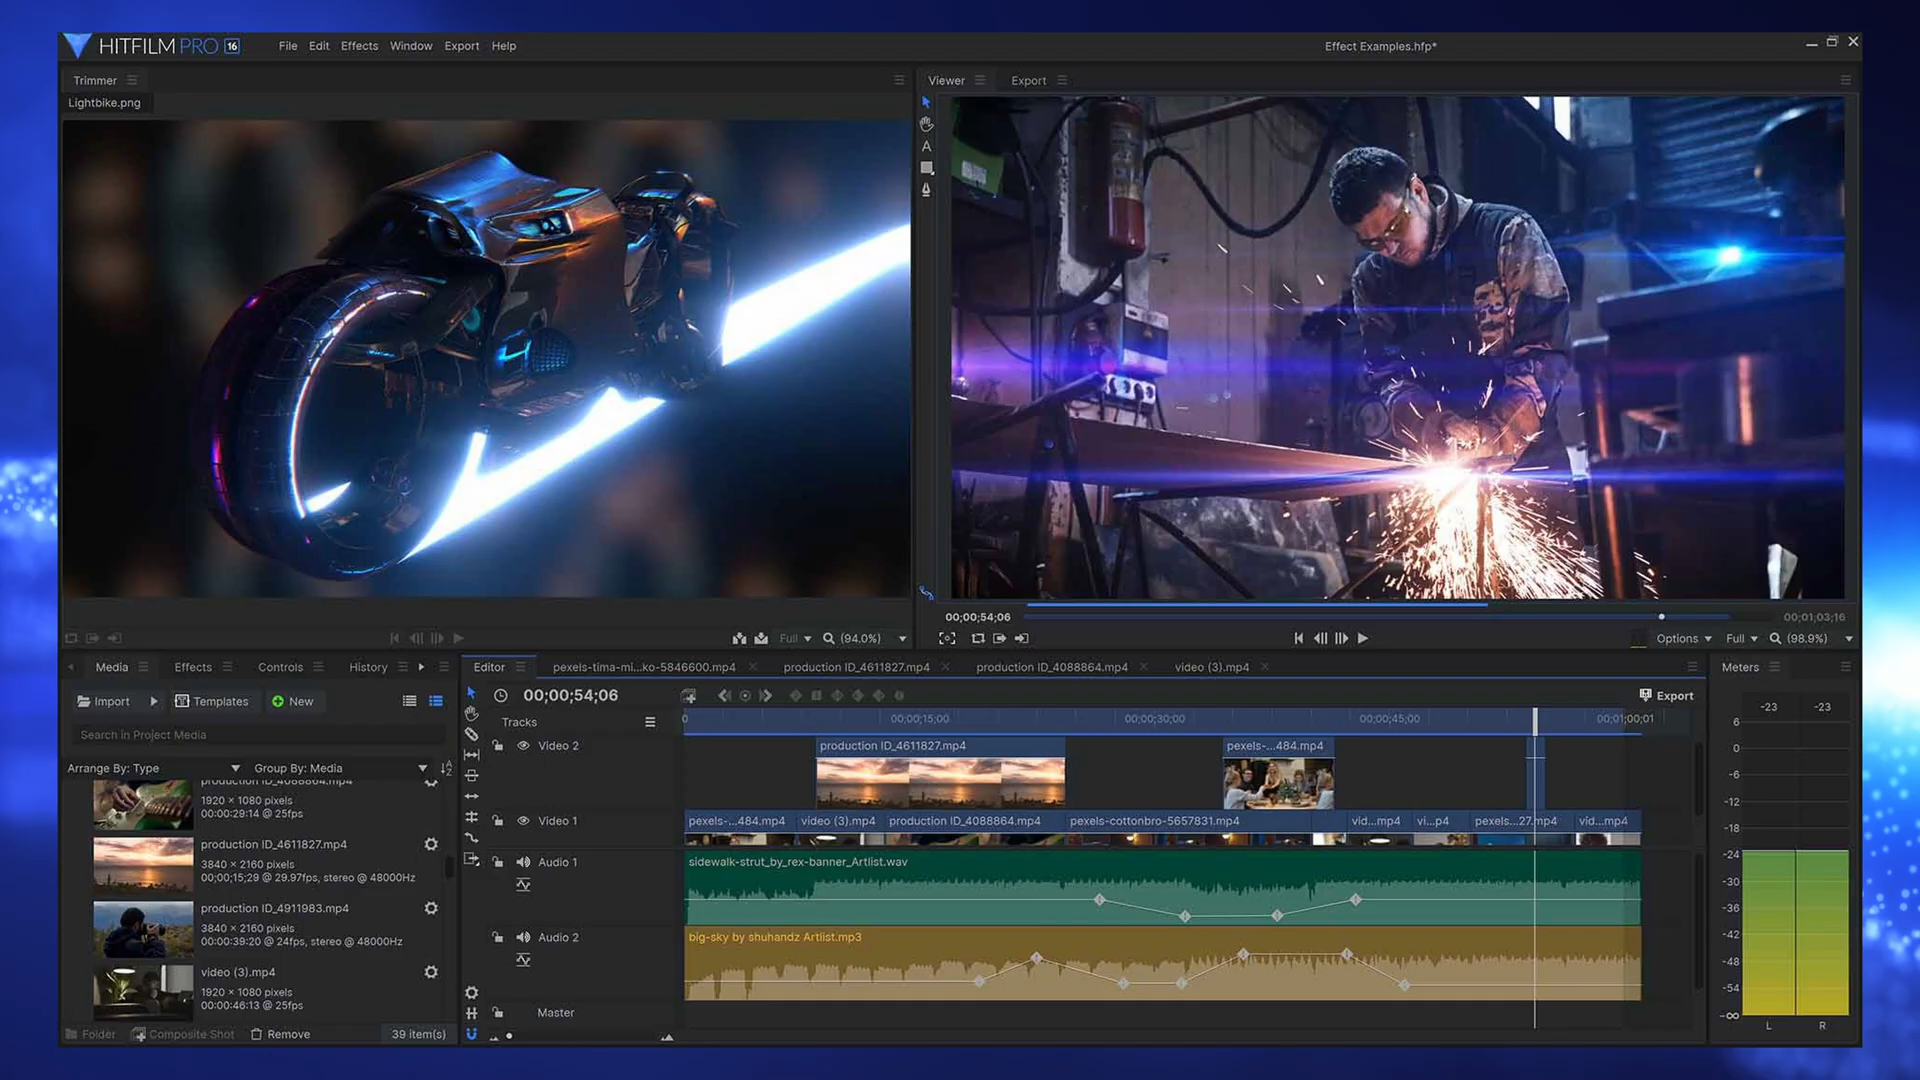 HITFILM PRO 16 File Edit Effects Window Export Help Effect Examples.hfp*
Trimmer
Lightbike.png
Viewer Export
A
00;00;54;06 00;01;03;16
Full (94.0%)
Options Full (98.9%)
Media Effects Controls History
Import Templates New
Search in Project Media
Arrange By: Type Group By: Media
production ID_4088864.mp4
1920 × 1080 pixels
00:00:29:14 @ 25fps
production ID_4611827.mp4
3840 × 2160 pixels
00;00;15;29 @ 29.97fps, stereo @ 48000Hz
production ID_4911983.mp4
3840 × 2160 pixels
00:00:39:20 @ 24fps, stereo @ 48000Hz
video (3).mp4
1920 × 1080 pixels
00:00:46:13 @ 25fps
Folder Composite Shot Remove 39 item(s)
Editor pexels-tima-mi...ko-5846600.mp4 production ID_4611827.mp4 production ID_4088864.mp4 video (3).mp4
00;00;54;06 Export
Tracks 0 00;00;15;00 00;00;30;00 00;00;45;00 00;01;00;01
Video 2 production ID_4611827.mp4 pexels-...484.mp4
Video 1 pexels-...484.mp4 video (3).mp4 production ID_4088864.mp4 pexels-cottonbro-5657831.mp4 vid...mp4 vi...p4 pexels...27.mp4 vid...mp4
Audio 1 sidewalk-strut_by_rex-banner_Artlist.wav
Audio 2 big-sky by shuhandz Artlist.mp3
Master
Meters
-23 -23
6
0
-6
-12
-18
-24
-30
-36
-42
-48
-54
-∞
L R